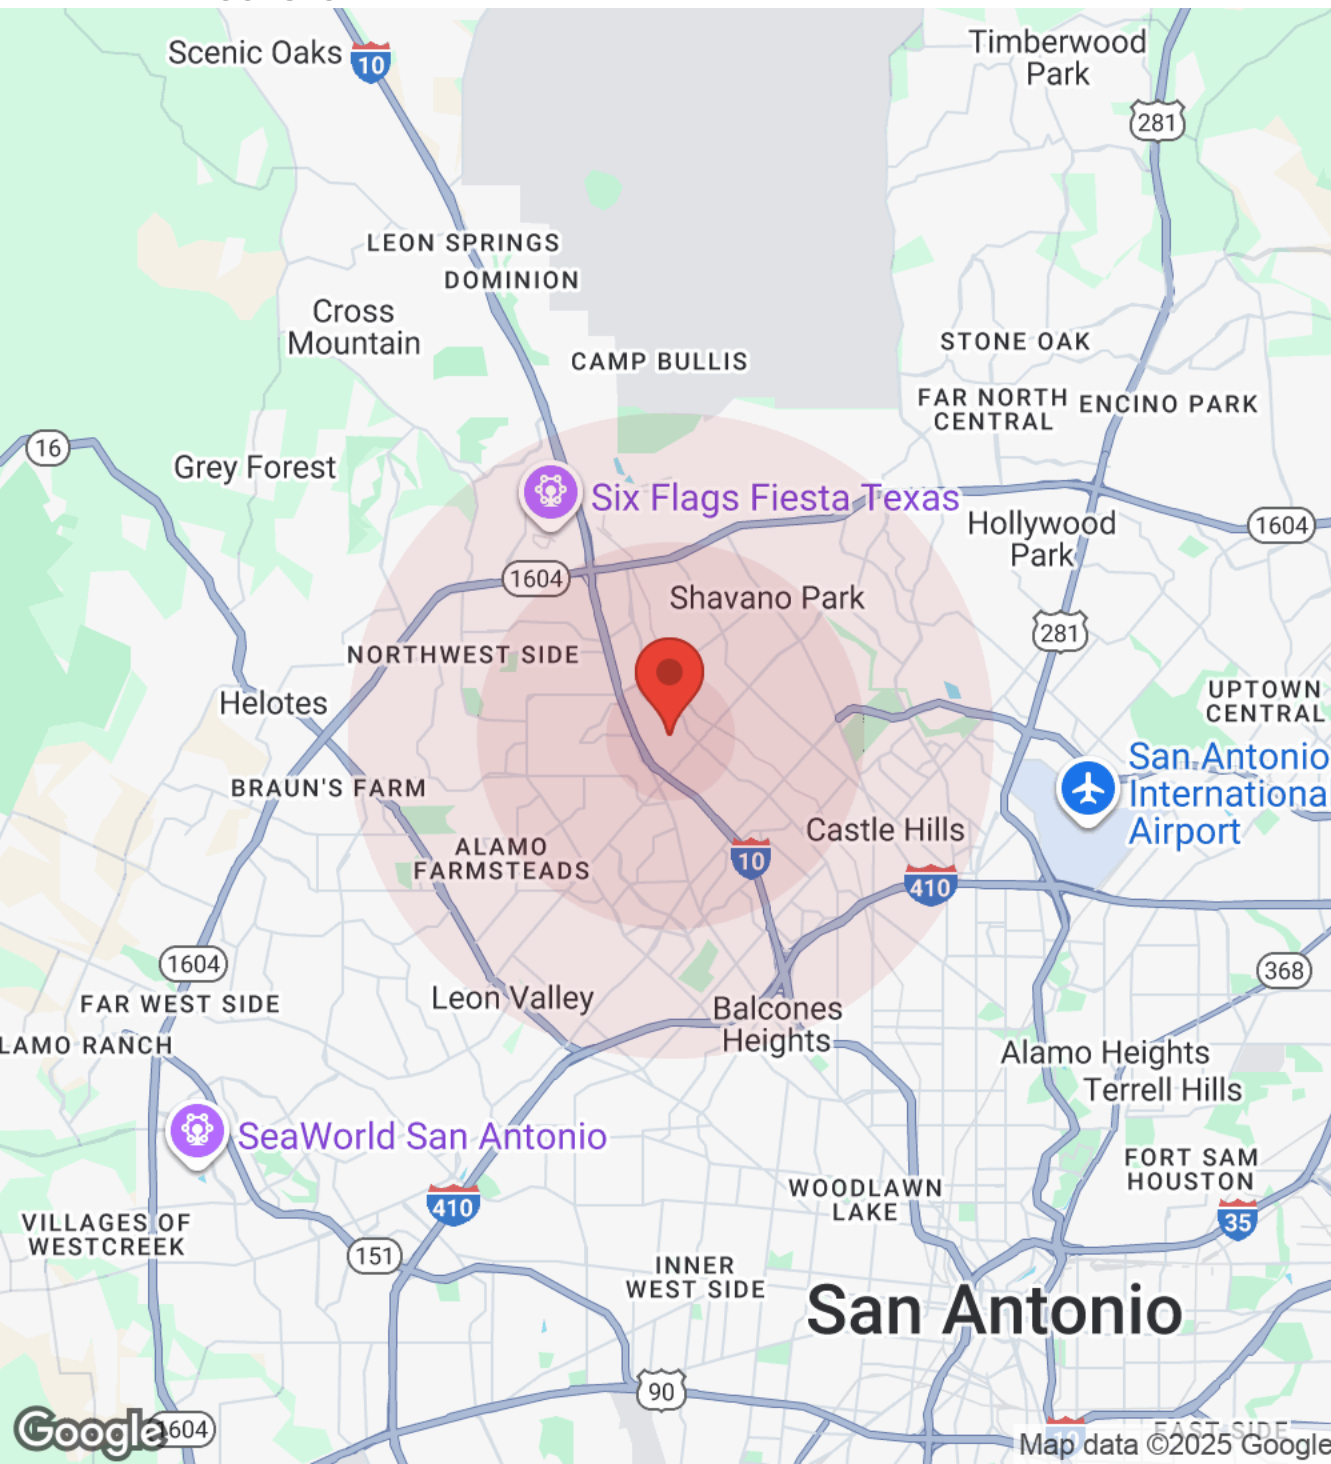 Scenic Oaks
10
Timberwood
Park
281
LEON SPRINGS
DOMINION
Cross
Mountain
CAMP BULLIS
STONE OAK
FAR NORTH
CENTRAL
ENCINO PARK
16
Grey Forest
Six Flags Fiesta Texas
Hollywood
Park
1604
1604
Shavano Park
281
NORTHWEST SIDE
Helotes
UPTOWN
CENTRAL
San Antonio
Internationa
Airport
BRAUN'S FARM
Castle Hills
ALAMO
FARMSTEADS
10
410
1604
368
FAR WEST SIDE
Leon Valley
Balcones
Heights
LAMO RANCH
Alamo Heights
Terrell Hills
SeaWorld San Antonio
FORT SAM
HOUSTON
WOODLAWN
LAKE
410
35
VILLAGES OF
WESTCREEK
151
INNER
WEST SIDE
San Antonio
90
Google
1604
10
EAST SIDE
Map data ©2025 Google